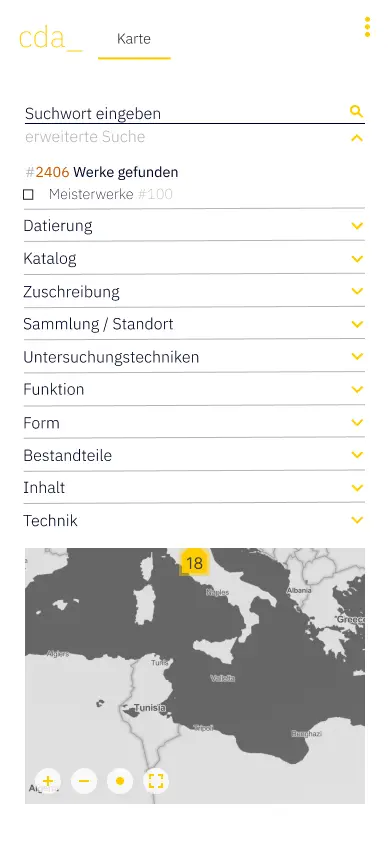 cda_
Karte
Suchwort eingeben
erweiterte Suche
#2406 Werke gefunden
Meisterwerke #100
Datierung
Katalog
Zuschreibung
Sammlung / Standort
Untersuchungstechniken
Funktion
Form
Bestandteile
Inhalt
Technik
18
Naples
Albania
Greece
Algiers
Tunis
Valletta
Tunisia
Tripoli
Benghazi